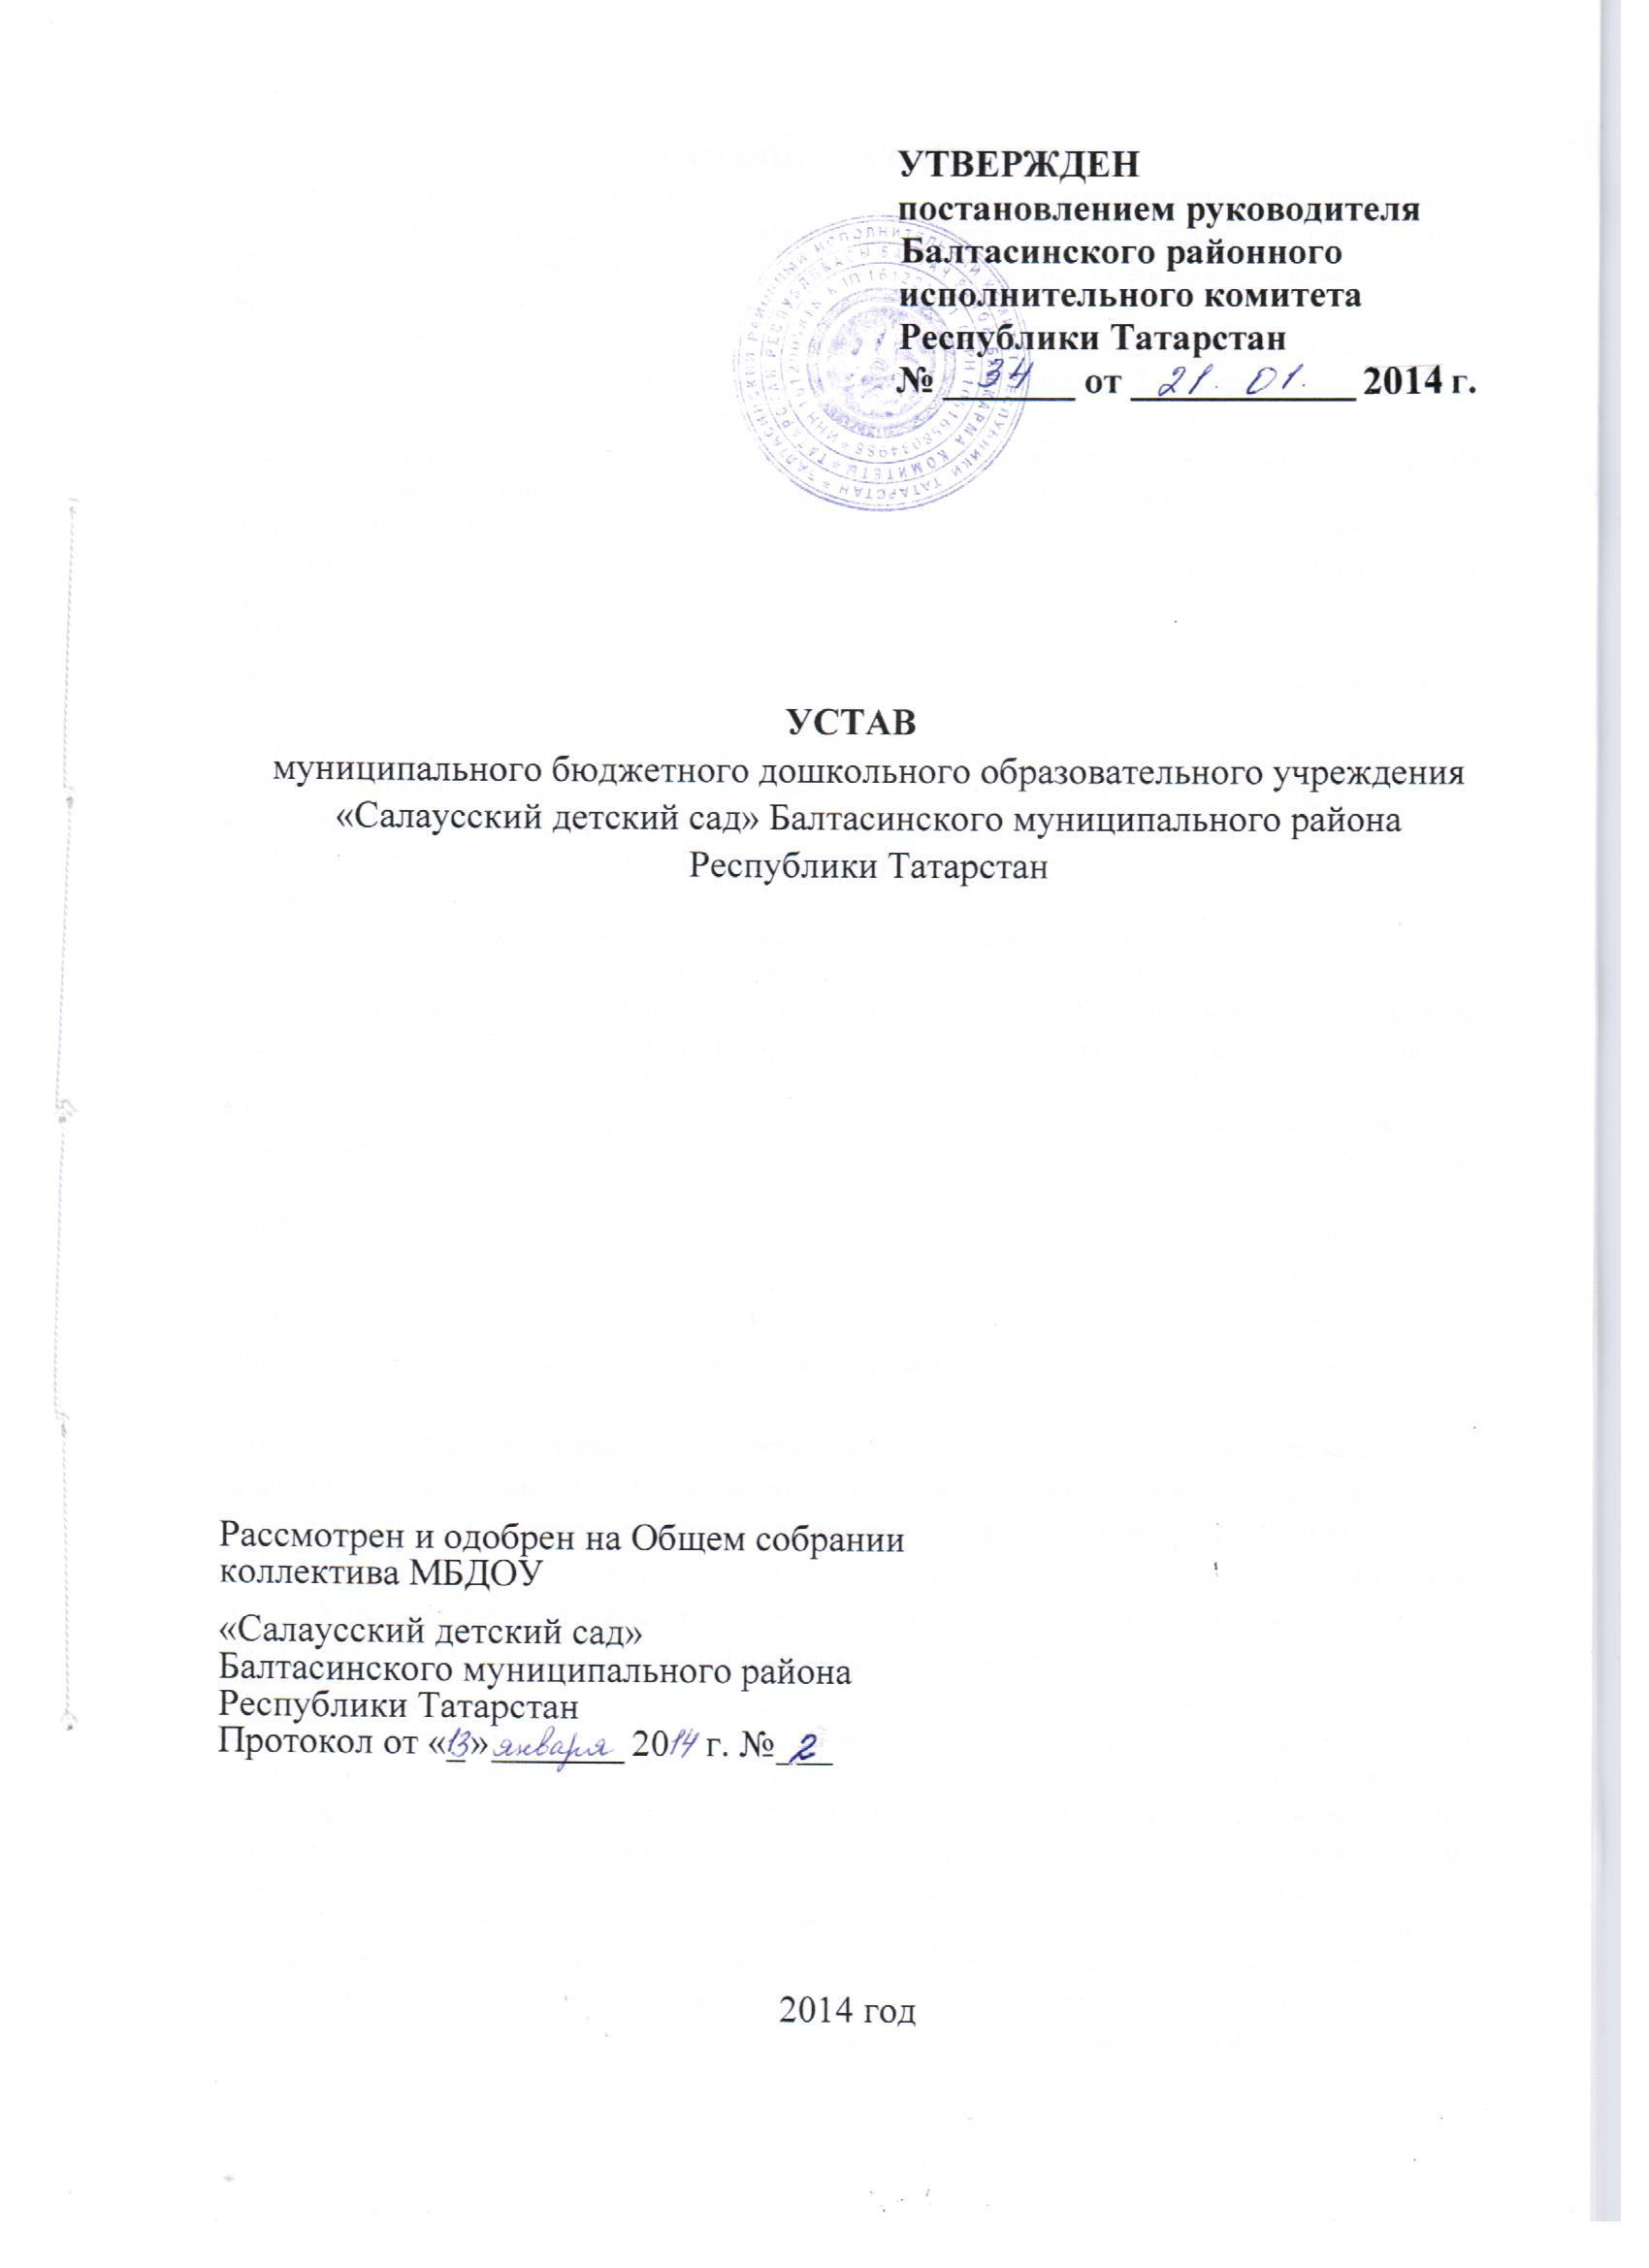 УТВЕРЖДЕН
постановлением руководителя
Балтасинского районного
исполнительного комитета
Республики Татарстан
№ 34 от 21. 01. 2014 г.
УСТАВ
муниципального бюджетного дошкольного образовательного учреждения
«Салаусский детский сад» Балтасинского муниципального района
Республики Татарстан
Рассмотрен и одобрен на Общем собрании
коллектива МБДОУ
«Салаусский детский сад»
Балтасинского муниципального района
Республики Татарстан
Протокол от «13» января 2014 г. № 2
2014 год